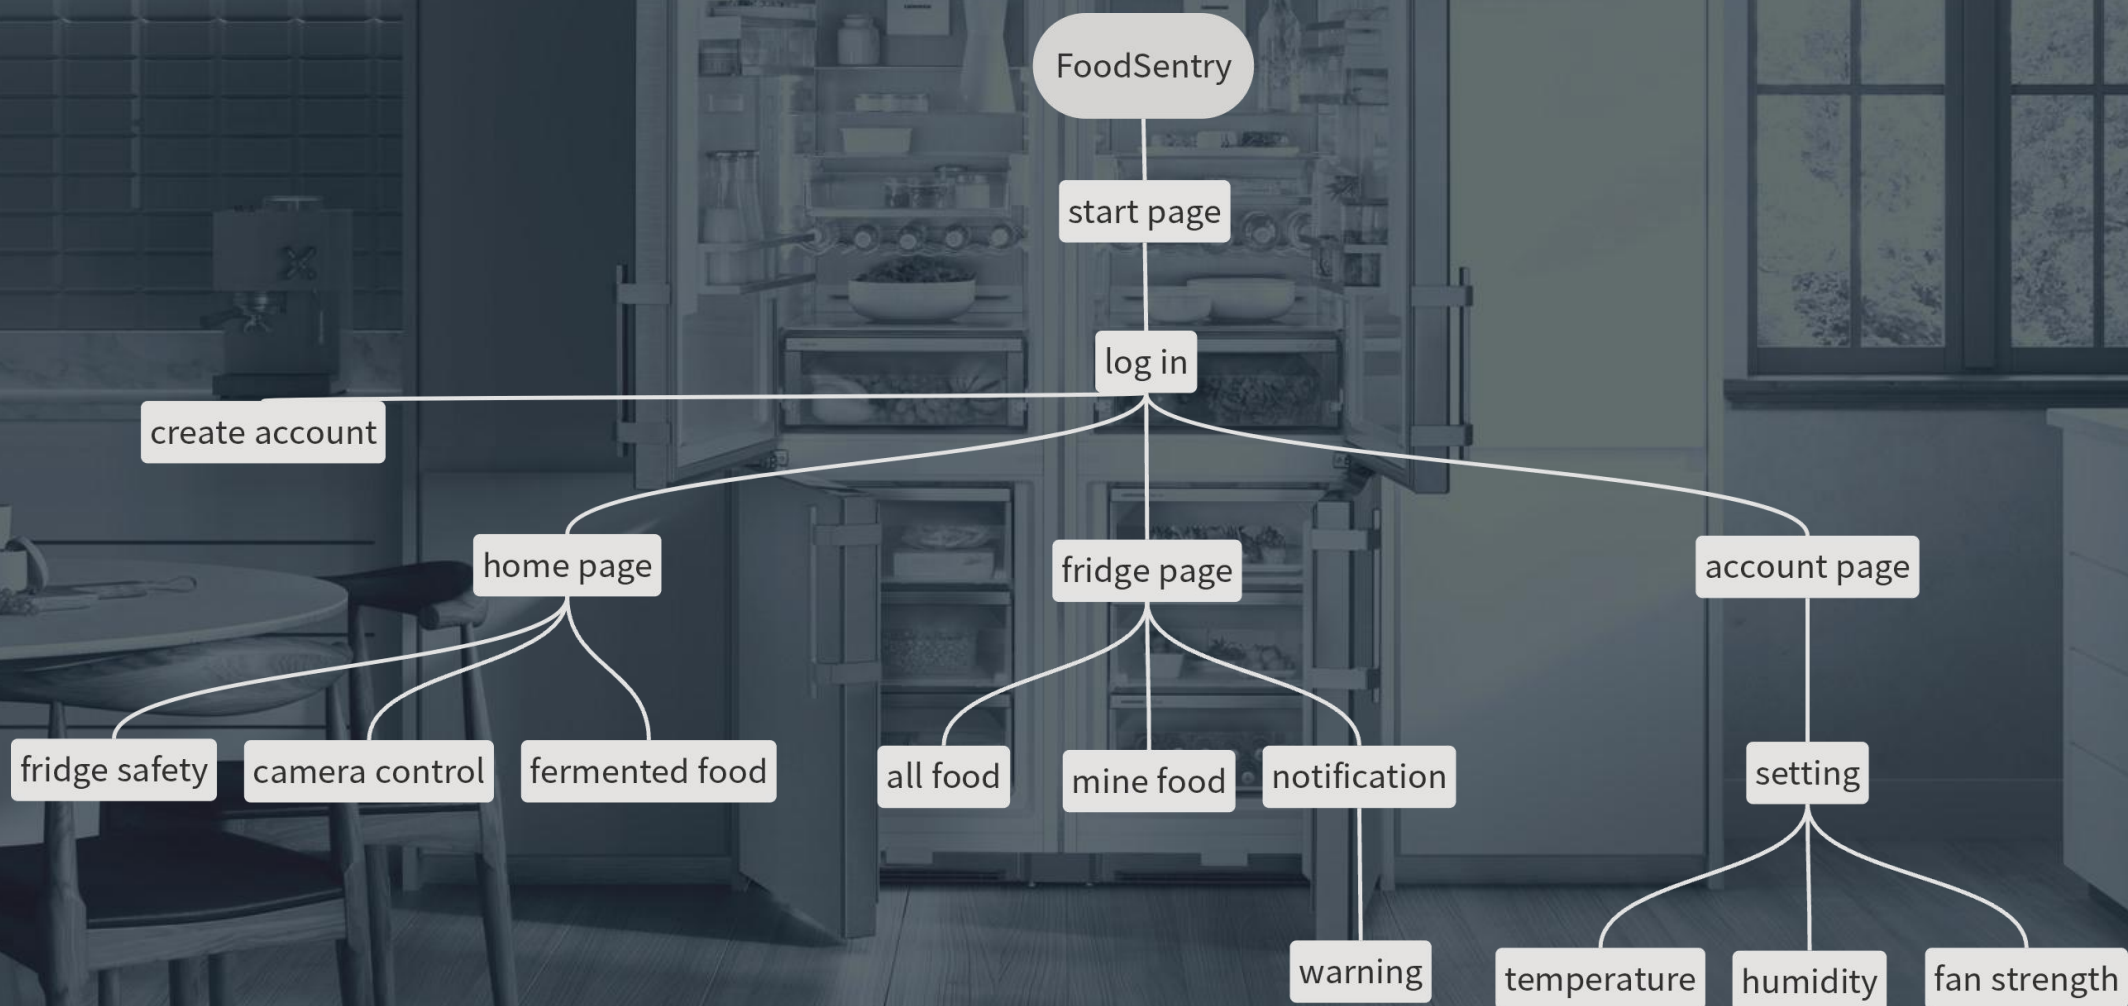 FoodSentry
start page
log in
create account
home page
fridge page
account page
fridge safety
camera control
fermented food
all food
mine food
notification
setting
warning
temperature
humidity
fan strength